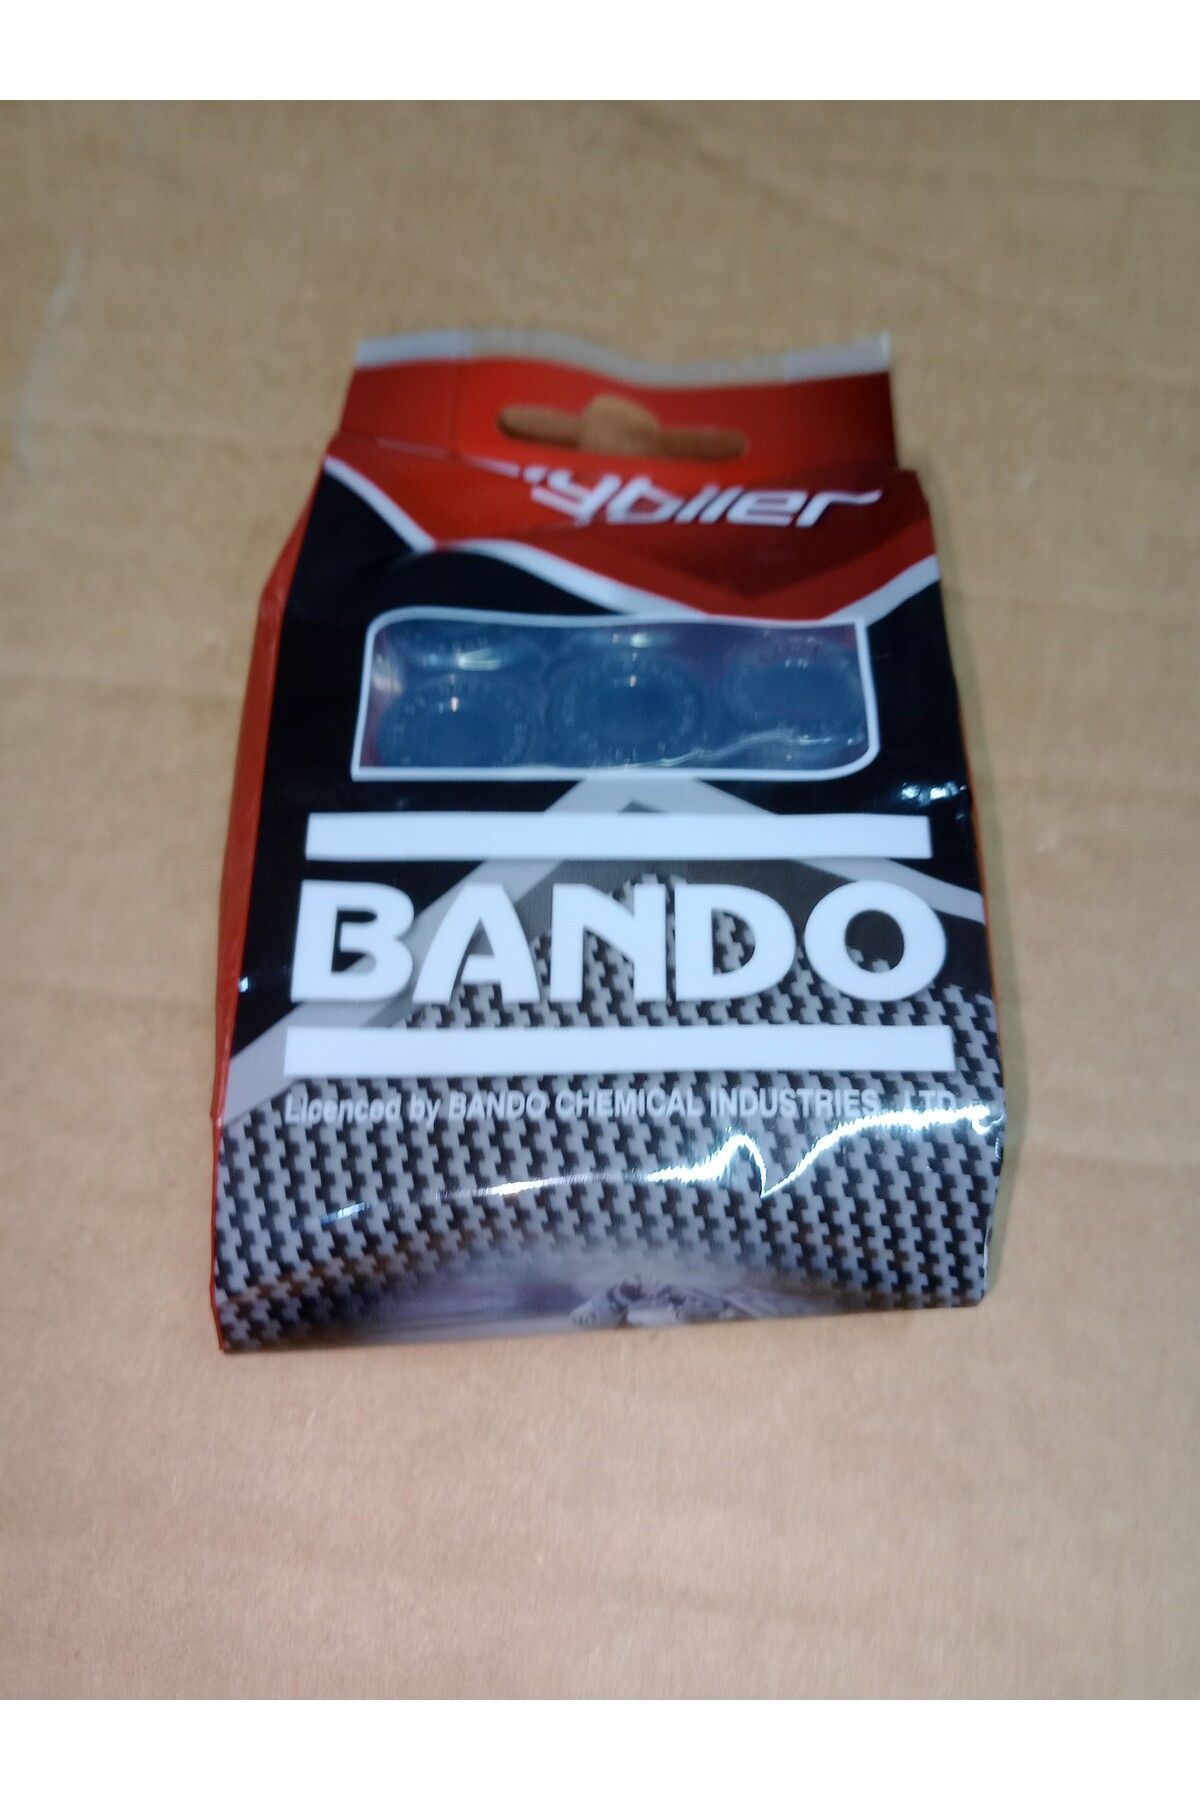 BANDO
Licenced by BANDO CHEMICAL INDUSTRIES., LTD.